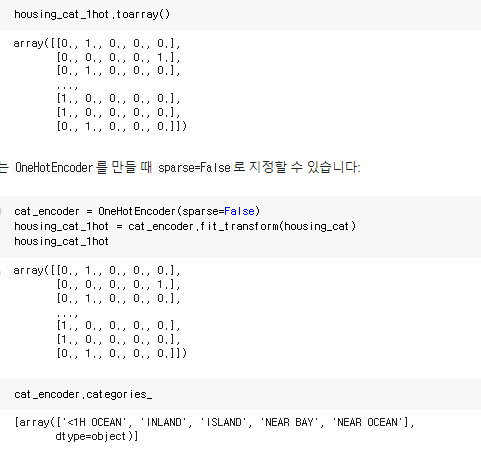 housing_cat_1hot.toarray()
array([[0., 1., 0., 0., 0.],
[0., 0., 0., 0., 1.],
[0., 1., 0., 0., 0.],
...,
[1., 0., 0., 0., 0.],
[1., 0., 0., 0., 0.],
[0., 1., 0., 0., 0.]])
는 OneHotEncoder를 만들 때 sparse=False로 지정할 수 있습니다:
cat_encoder = OneHotEncoder(sparse=False)
housing_cat_1hot = cat_encoder.fit_transform(housing_cat)
housing_cat_1hot
array([[0., 1., 0., 0., 0.],
[0., 0., 0., 0., 1.],
[0., 1., 0., 0., 0.],
...,
[1., 0., 0., 0., 0.],
[1., 0., 0., 0., 0.],
[0., 1., 0., 0., 0.]])
cat_encoder.categories_
[array(['<1H OCEAN', 'INLAND', 'ISLAND', 'NEAR BAY', 'NEAR OCEAN'],
dtype=object)]